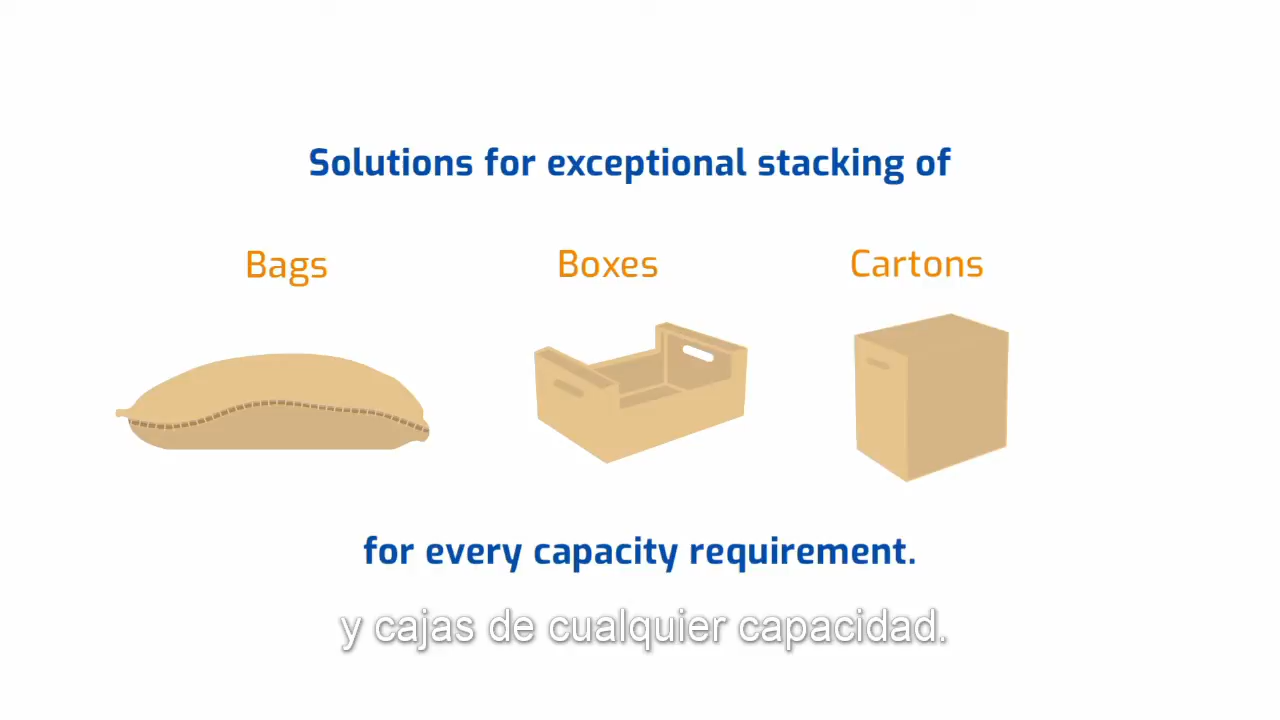 Solutions for exceptional stacking of
Bags Boxes Cartons
for every capacity requirement.
y cajas de cualquier capacidad.